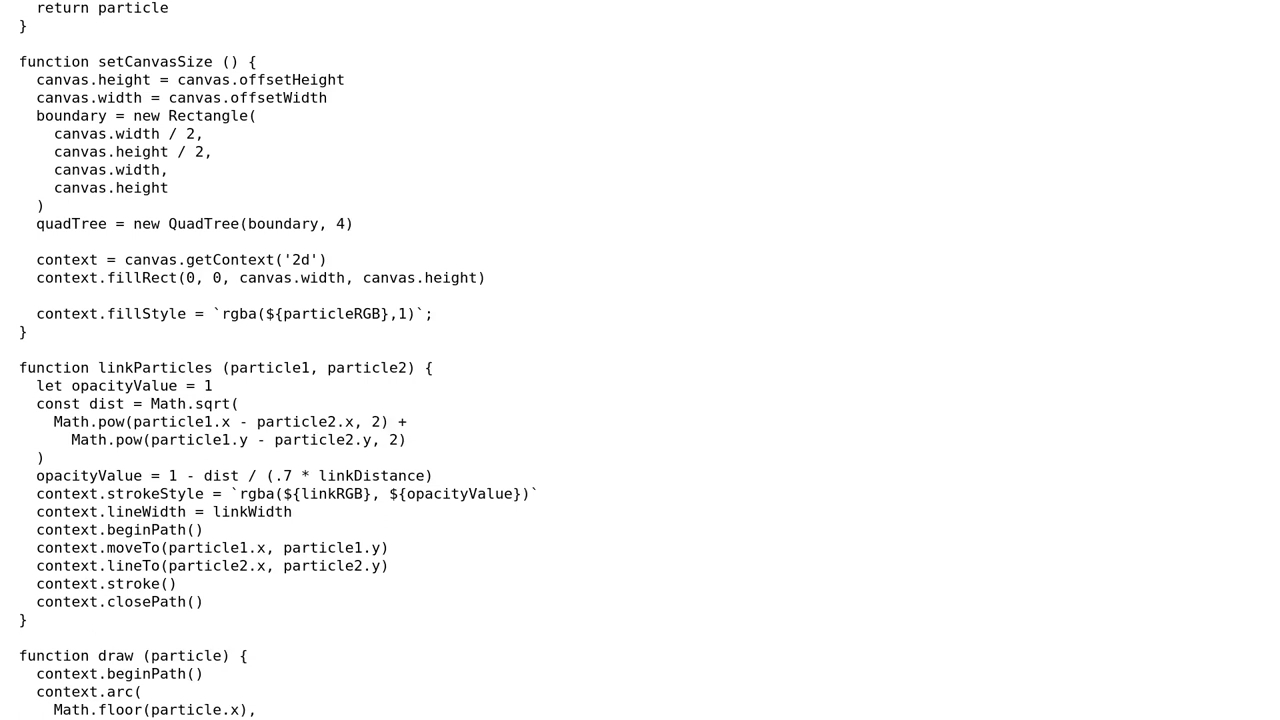 return particle
}

function setCanvasSize () {
  canvas.height = canvas.offsetHeight
  canvas.width = canvas.offsetWidth
  boundary = new Rectangle(
    canvas.width / 2,
    canvas.height / 2,
    canvas.width,
    canvas.height
  )
  quadTree = new QuadTree(boundary, 4)

  context = canvas.getContext('2d')
  context.fillRect(0, 0, canvas.width, canvas.height)

  context.fillStyle = `rgba(${particleRGB},1)`;
}

function linkParticles (particle1, particle2) {
  let opacityValue = 1
  const dist = Math.sqrt(
    Math.pow(particle1.x - particle2.x, 2) +
      Math.pow(particle1.y - particle2.y, 2)
  )
  opacityValue = 1 - dist / (.7 * linkDistance)
  context.strokeStyle = `rgba(${linkRGB}, ${opacityValue})`
  context.lineWidth = linkWidth
  context.beginPath()
  context.moveTo(particle1.x, particle1.y)
  context.lineTo(particle2.x, particle2.y)
  context.stroke()
  context.closePath()
}

function draw (particle) {
  context.beginPath()
  context.arc(
    Math.floor(particle.x),